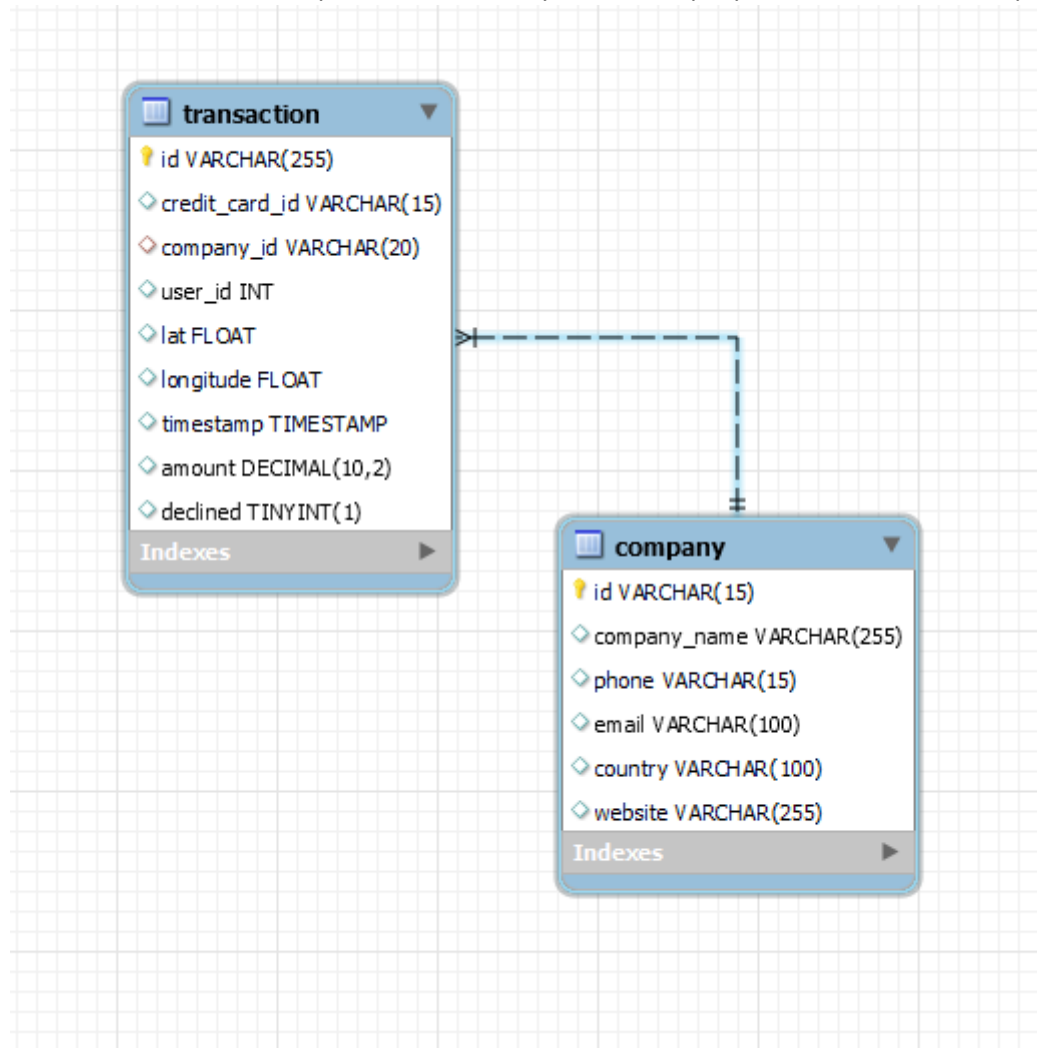 transaction
id VARCHAR(255)
credit_card_id VARCHAR(15)
company_id VARCHAR(20)
user_id INT
lat FLOAT
longitude FLOAT
timestamp TIMESTAMP
amount DECIMAL(10,2)
declined TINYINT(1)
Indexes
company
id VARCHAR(15)
company_name VARCHAR(255)
phone VARCHAR(15)
email VARCHAR(100)
country VARCHAR(100)
website VARCHAR(255)
Indexes